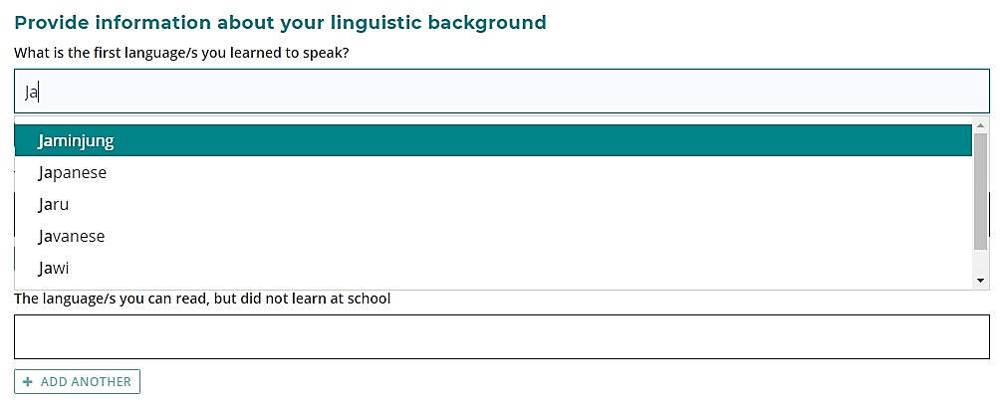 Provide information about your linguistic background
What is the first language/s you learned to speak?
Ja
Jaminjung
Japanese
Jaru
Javanese
Jawi
The language/s you can read, but did not learn at school
+ ADD ANOTHER